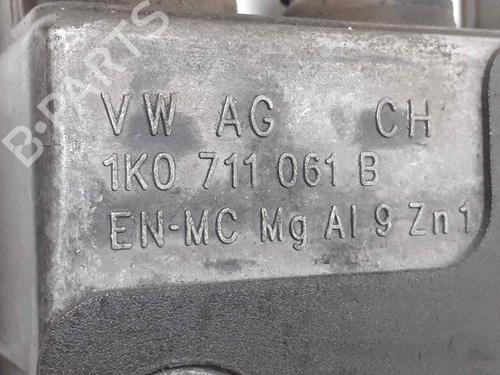 B-PARTS
VW AG CH
1K0 711 061 B
EN-MC Mg Al 9 Zn 1